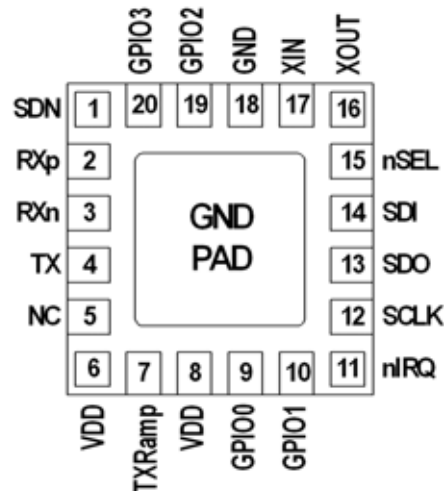 GPIO3
GPIO2
GND
XIN
XOUT
20
19
18
17
16
SDN
1
RXp
2
RXn
3
TX
4
NC
5
6
VDD
GND
PAD
15
nSEL
14
SDI
13
SDO
12
SCLK
11
nIRQ
7
8
9
10
TXRamp
VDD
GPIO0
GPIO1